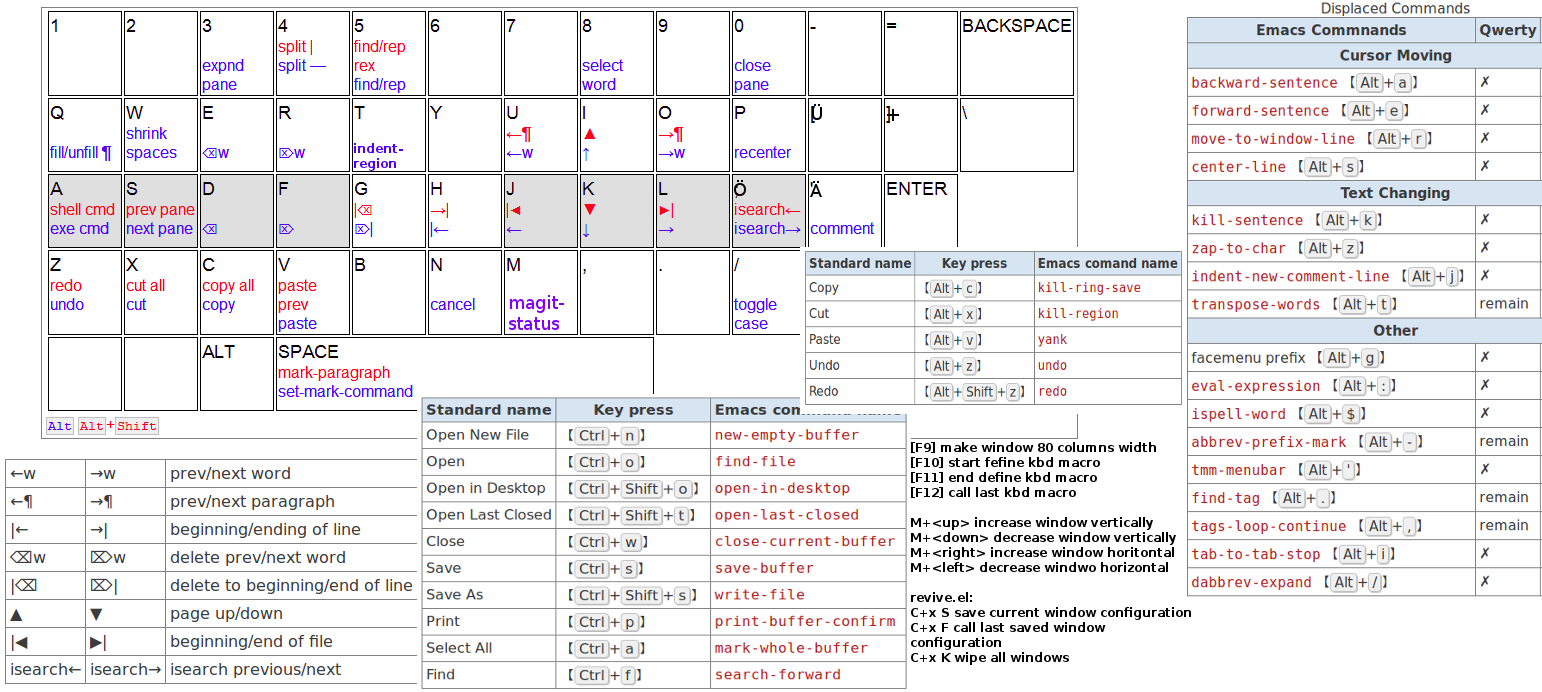 1 2 3 4 5 6 7 8 9 0 - = BACKSPACE
split | find/rep
expnd split — rex select close
pane find/rep word pane
Q W E R T Y U I O P Ü + \
shrink ←¶ ▲ →¶
fill/unfill ¶ spaces ⌫w ⌦w indent- ←w ↑ →w recenter
region
A S D F G H J K L Ö Ä ENTER
shell cmd prev pane |⌫ →| |◀ ▼ ▶| isearch←
exe cmd next pane ⌫ ⌦ ⌦| |← ← ↓ → isearch→ comment
Z X C V B N M , . /
redo cut all copy all paste
undo cut copy prev cancel magit- toggle
paste status case
ALT SPACE
mark-paragraph
set-mark-command
Alt Alt+Shift
←w →w prev/next word
←¶ →¶ prev/next paragraph
|← →| beginning/ending of line
⌫w ⌦w delete prev/next word
|⌫ ⌦| delete to beginning/end of line
▲ ▼ page up/down
|◀ ▶| beginning/end of file
isearch← isearch→ isearch previous/next
Standard name Key press Emacs comand name
Copy 【Alt+c】 kill-ring-save
Cut 【Alt+x】 kill-region
Paste 【Alt+v】 yank
Undo 【Alt+z】 undo
Redo 【Alt+Shift+z】 redo
Standard name Key press Emacs
Open New File 【Ctrl+n】 new-empty-buffer
Open 【Ctrl+o】 find-file
Open in Desktop 【Ctrl+Shift+o】 open-in-desktop
Open Last Closed 【Ctrl+Shift+t】 open-last-closed
Close 【Ctrl+w】 close-current-buffer
Save 【Ctrl+s】 save-buffer
Save As 【Ctrl+Shift+s】 write-file
Print 【Ctrl+p】 print-buffer-confirm
Select All 【Ctrl+a】 mark-whole-buffer
Find 【Ctrl+f】 search-forward
[F9] make window 80 columns width
[F10] start fefine kbd macro
[F11] end define kbd macro
[F12] call last kbd macro
M+<up> increase window vertically
M+<down> decrease window vertically
M+<right> increase window horitontal
M+<left> decrease windwo horizontal
revive.el:
C+x S save current window configuration
C+x F call last saved window
configuration
C+x K wipe all windows
Displaced Commands
Emacs Commnands Qwerty
Cursor Moving
backward-sentence 【Alt+a】 ✗
forward-sentence 【Alt+e】 ✗
move-to-window-line 【Alt+r】 ✗
center-line 【Alt+s】 ✗
Text Changing
kill-sentence 【Alt+k】 ✗
zap-to-char 【Alt+z】 ✗
indent-new-comment-line 【Alt+j】 ✗
transpose-words 【Alt+t】 remain
Other
facemenu prefix 【Alt+g】 ✗
eval-expression 【Alt+:】 ✗
ispell-word 【Alt+$】 ✗
abbrev-prefix-mark 【Alt+-】 remain
tmm-menubar 【Alt+'】 ✗
find-tag 【Alt+.】 remain
tags-loop-continue 【Alt+,】 remain
tab-to-tab-stop 【Alt+i】 ✗
dabbrev-expand 【Alt+/】 ✗